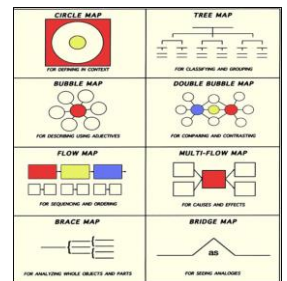 CIRCLE MAP
FOR DEFINING IN CONTEXT
TREE MAP
FOR CLASSIFYING AND GROUPING
BUBBLE MAP
FOR DESCRIBING USING ADJECTIVES
DOUBLE BUBBLE MAP
FOR COMPARING AND CONTRASTING
FLOW MAP
FOR SEQUENCING AND ORDERING
MULTI-FLOW MAP
FOR CAUSES AND EFFECTS
BRACE MAP
FOR ANALYZING WHOLE OBJECTS AND PARTS
BRIDGE MAP
as
FOR SEEING ANALOGIES